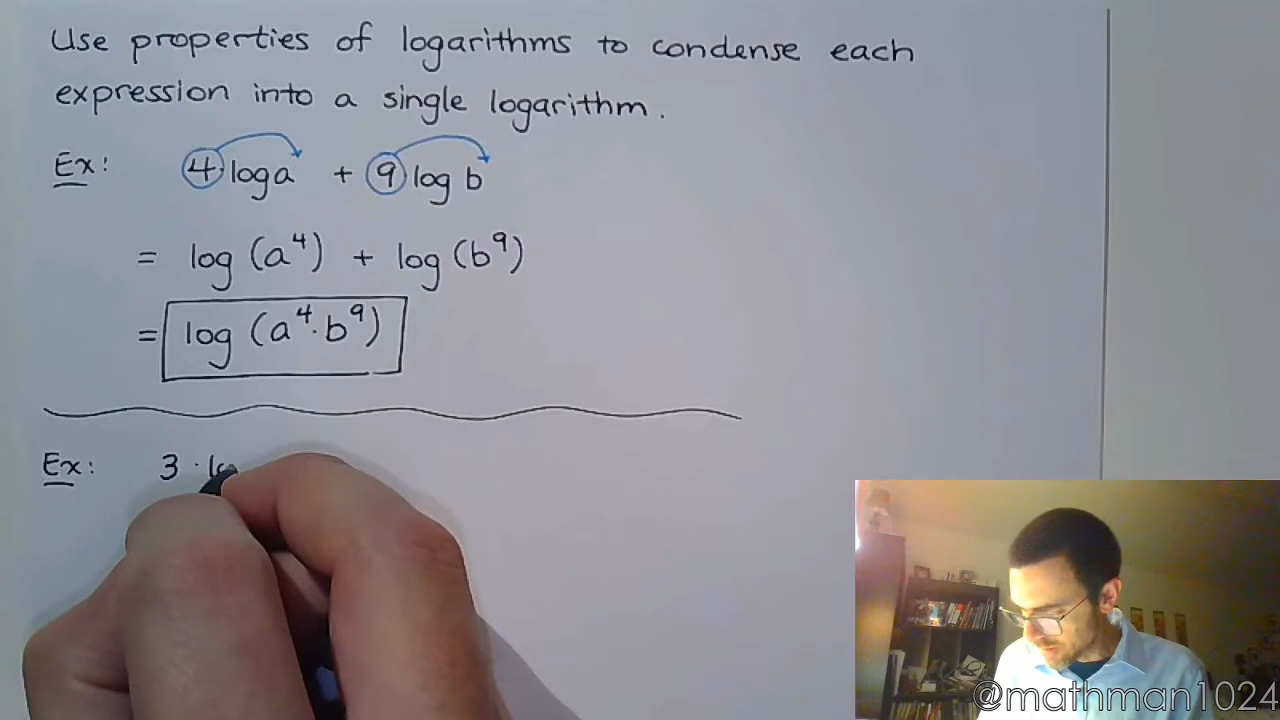 Use properties of logarithms to condense each
expression into a single logarithm.
Ex: 4·log a + 9 log b
= log (a⁴) + log (b⁹)
= log (a⁴·b⁹)
Ex: 3 · lo
@mathman1024